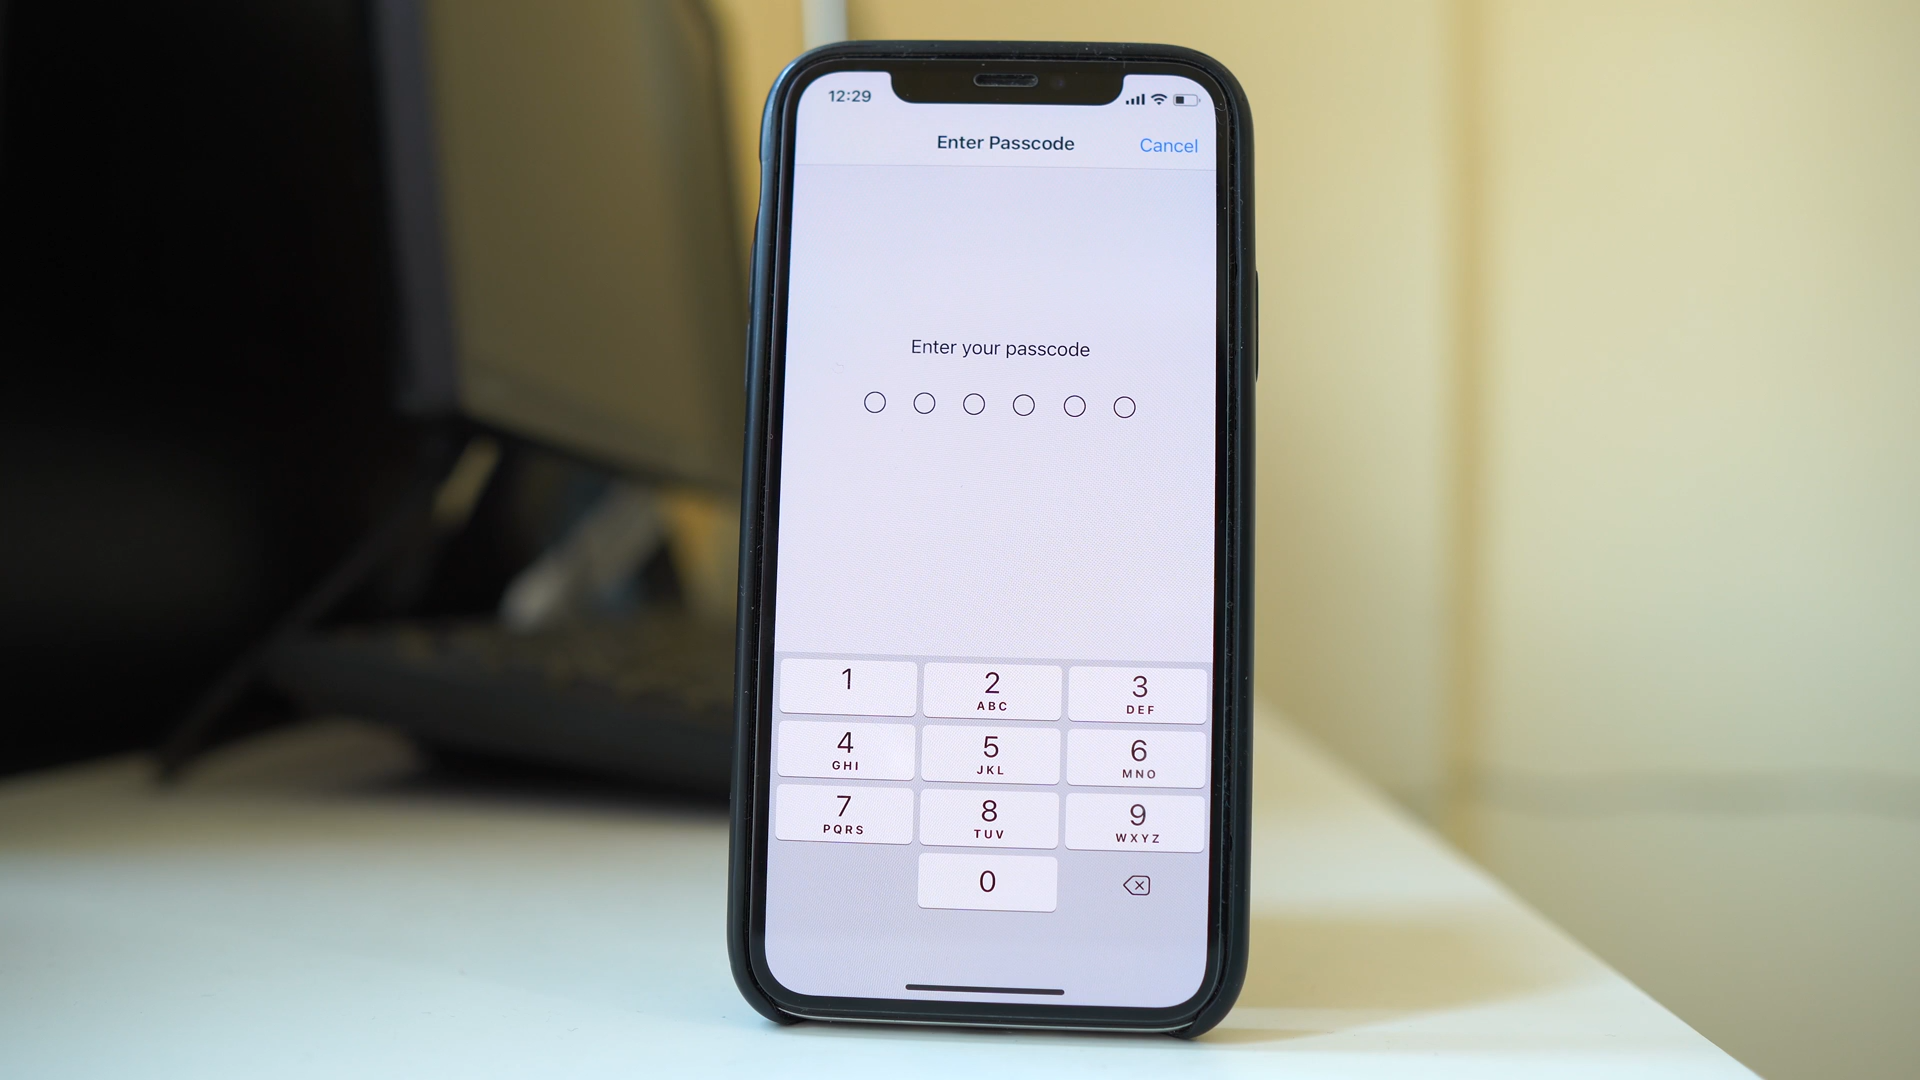 12:29
Enter Passcode Cancel
Enter your passcode
1 2 3
ABC DEF
4 5 6
GHI JKL MNO
7 8 9
PQRS TUV WXYZ
0